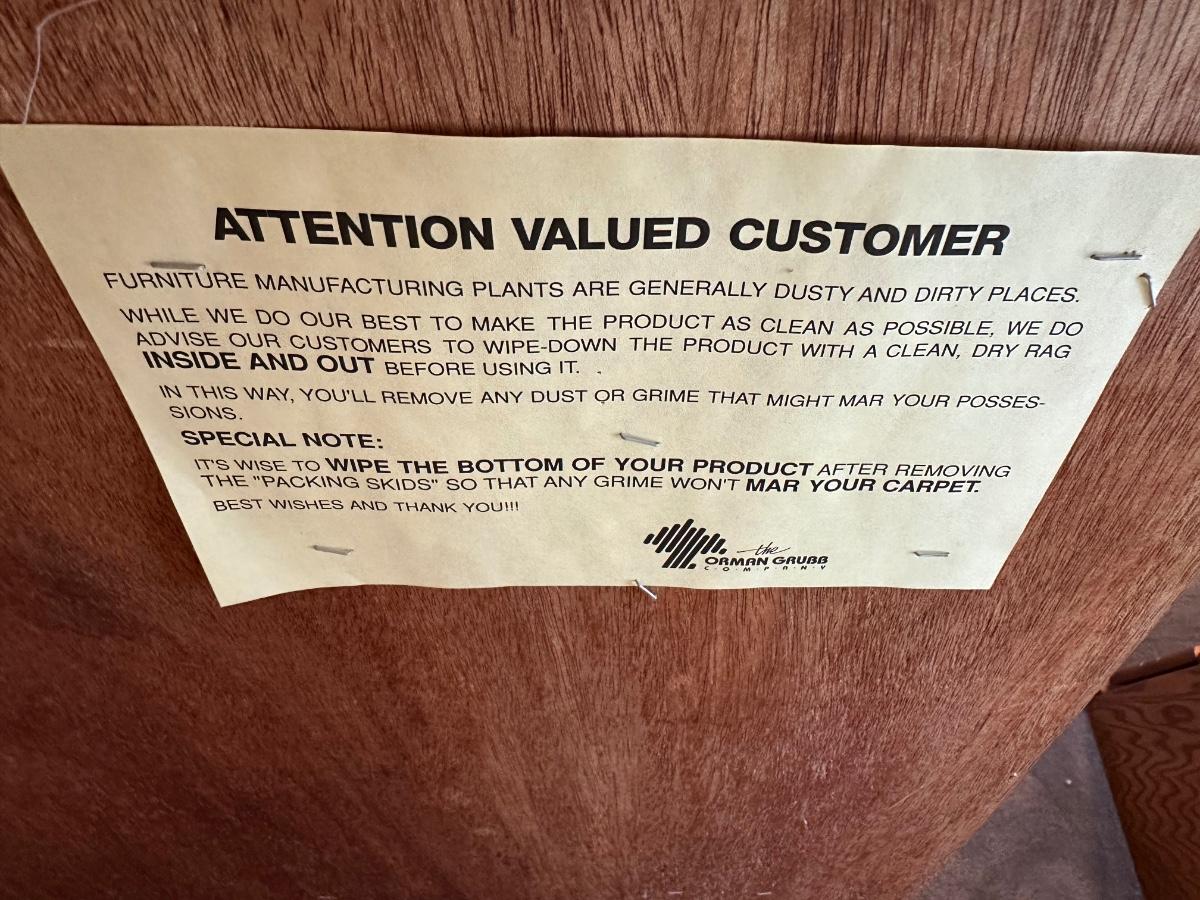 ATTENTION VALUED CUSTOMER
FURNITURE MANUFACTURING PLANTS ARE GENERALLY DUSTY AND DIRTY PLACES.
WHILE WE DO OUR BEST TO MAKE THE PRODUCT AS CLEAN AS POSSIBLE, WE DO
ADVISE OUR CUSTOMERS TO WIPE-DOWN THE PRODUCT WITH A CLEAN, DRY RAG
INSIDE AND OUT BEFORE USING IT.
IN THIS WAY, YOU'LL REMOVE ANY DUST OR GRIME THAT MIGHT MAR YOUR POSSES-
SIONS.
SPECIAL NOTE:
IT'S WISE TO WIPE THE BOTTOM OF YOUR PRODUCT AFTER REMOVING
THE "PACKING SKIDS" SO THAT ANY GRIME WON'T MAR YOUR CARPET.
BEST WISHES AND THANK YOU!!!
the
ORMAN GRUBB
C·O·M·P·A·N·Y